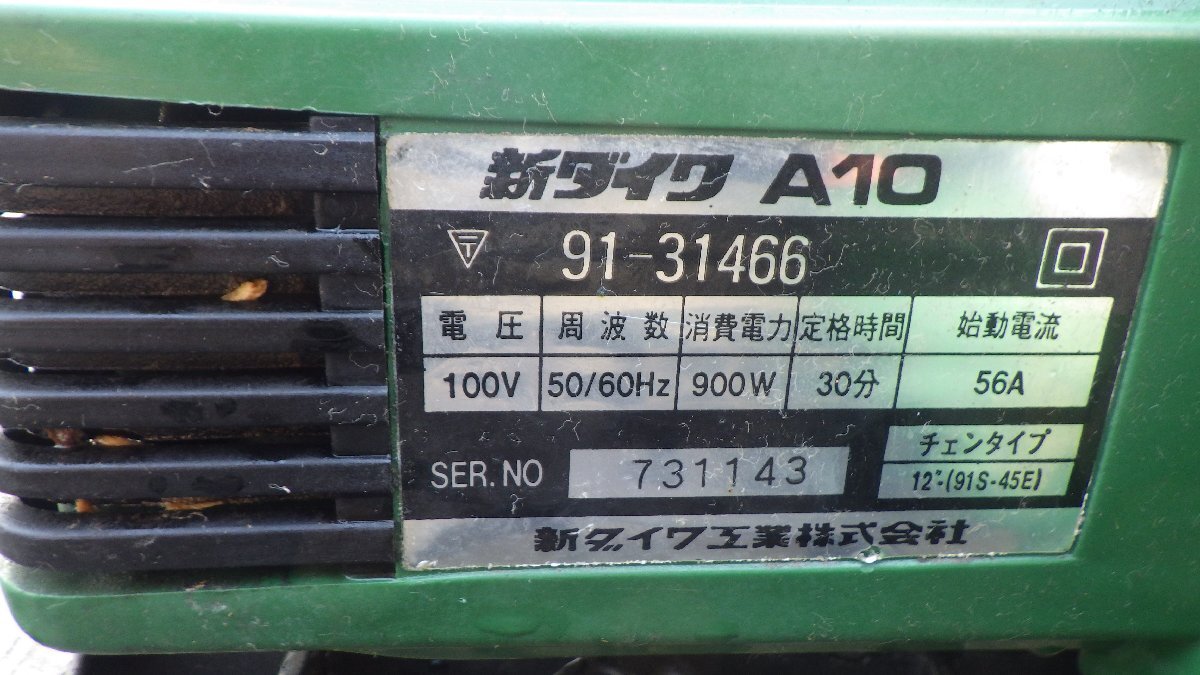 新ダイワ A10
〒 91-31466
電圧 周波数 消費電力 定格時間 始動電流
100V 50/60Hz 900W 30分 56A
チェンタイプ
SER.NO 731143 12"-(91S-45E)
新ダイワ工業株式会社